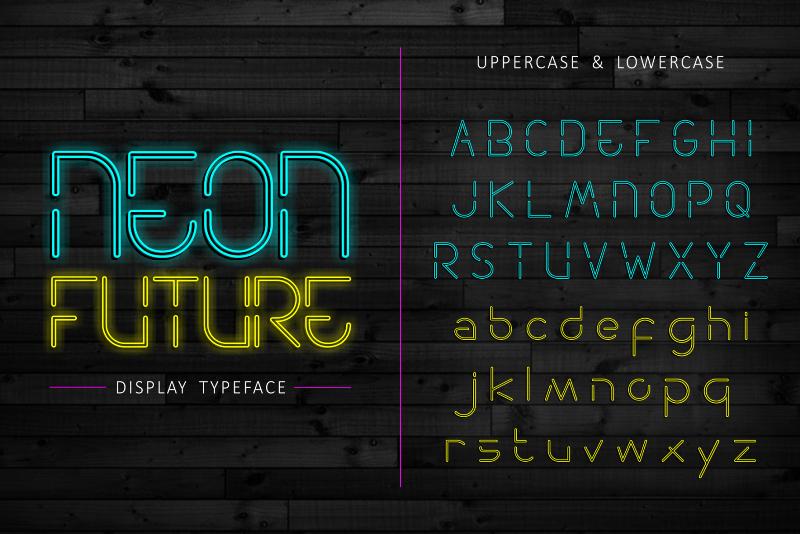 NEON
FUTURE
DISPLAY TYPEFACE
UPPERCASE & LOWERCASE
ABCDEFGHI
JKLMNOPQ
RSTUVWXYZ
abcdefghi
jklmnopq
rstuvwxyz